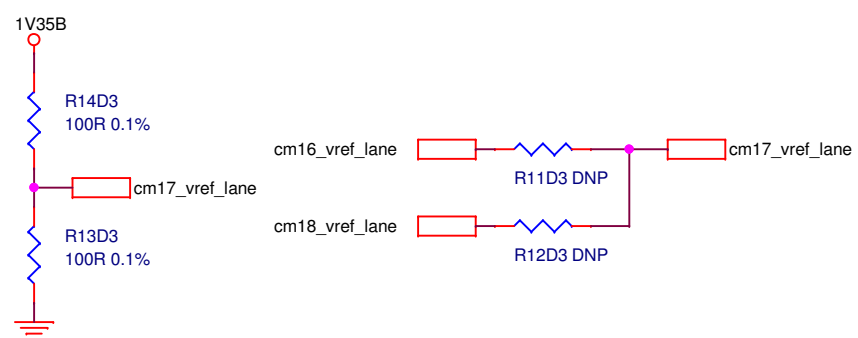 1V35B
R14D3
100R 0.1%
cm17_vref_lane
R13D3
100R 0.1%
cm16_vref_lane
R11D3 DNP
cm17_vref_lane
cm18_vref_lane
R12D3 DNP